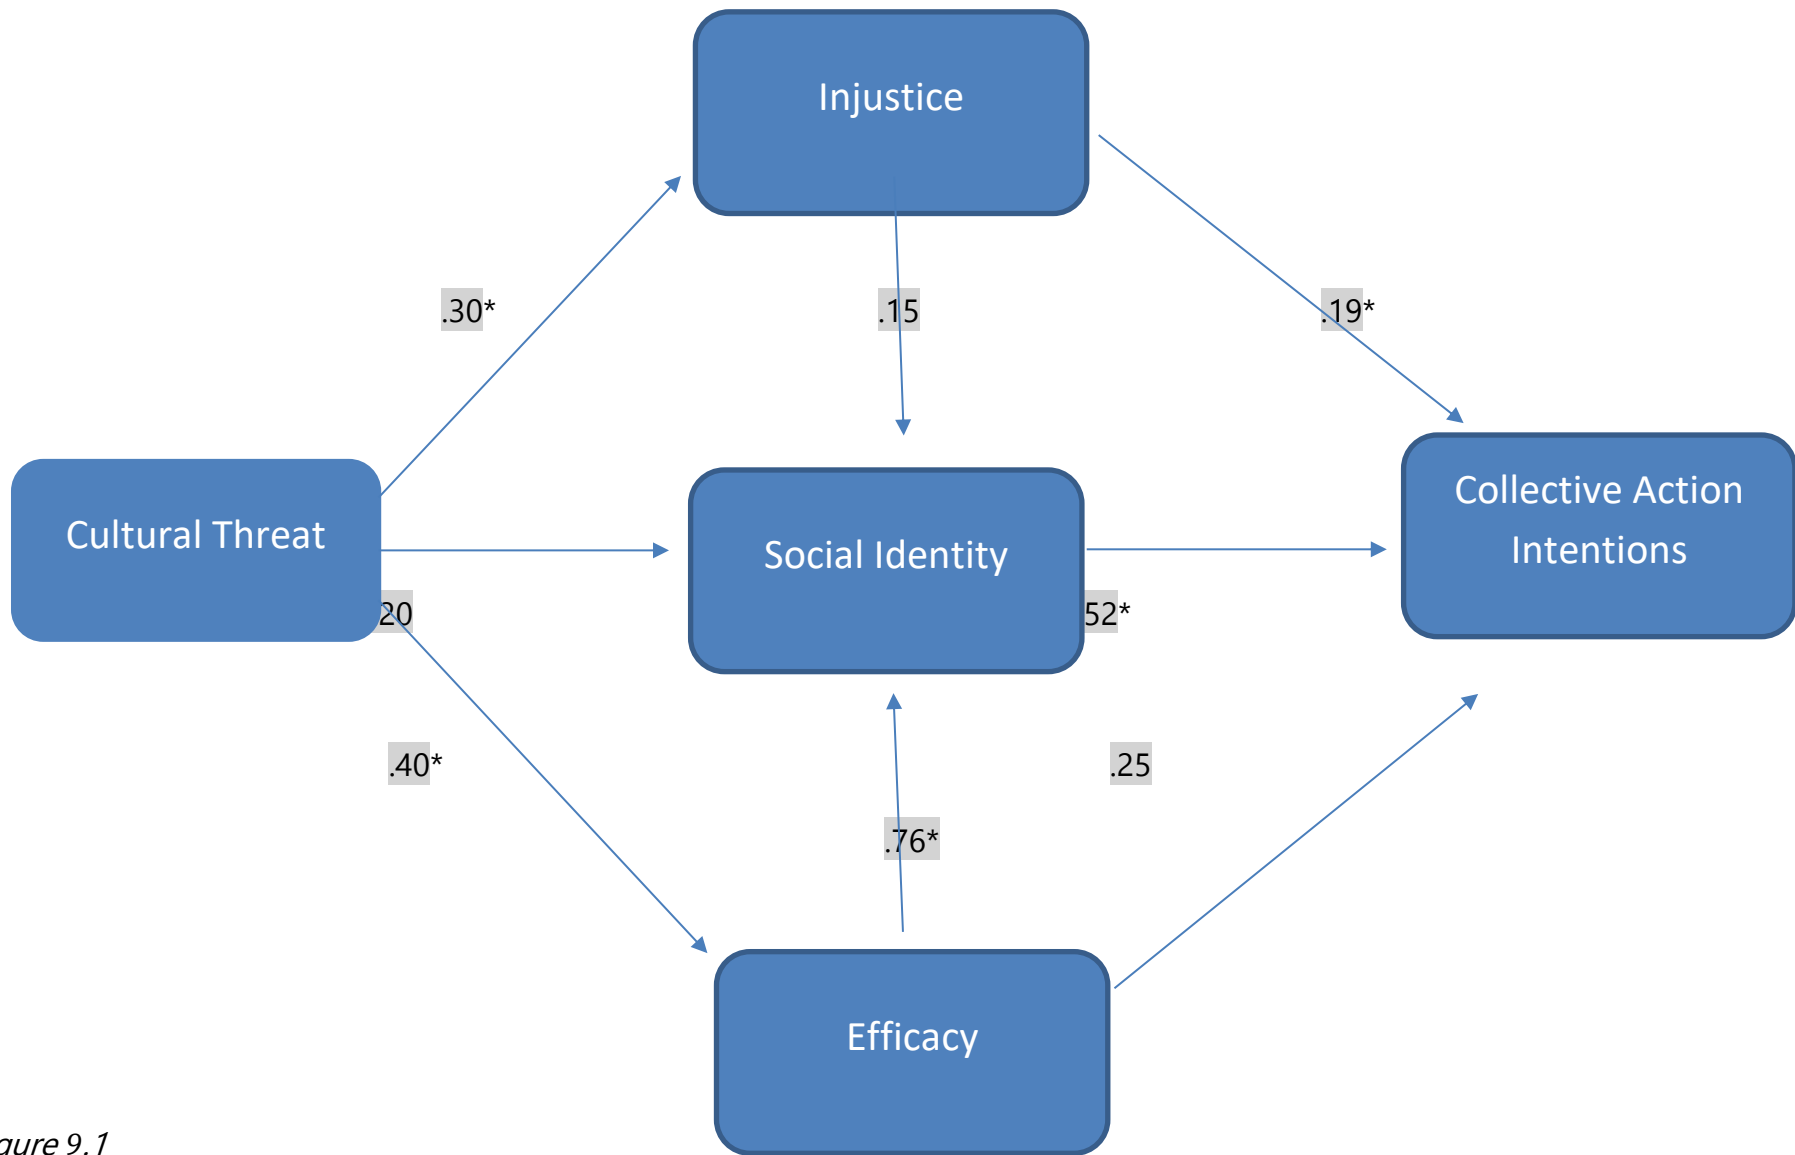 Injustice
.30*
.15
.19*
Cultural Threat
Social Identity
Collective Action
Intentions
20
52*
.40*
.25
.76*
Efficacy
gure 9.1